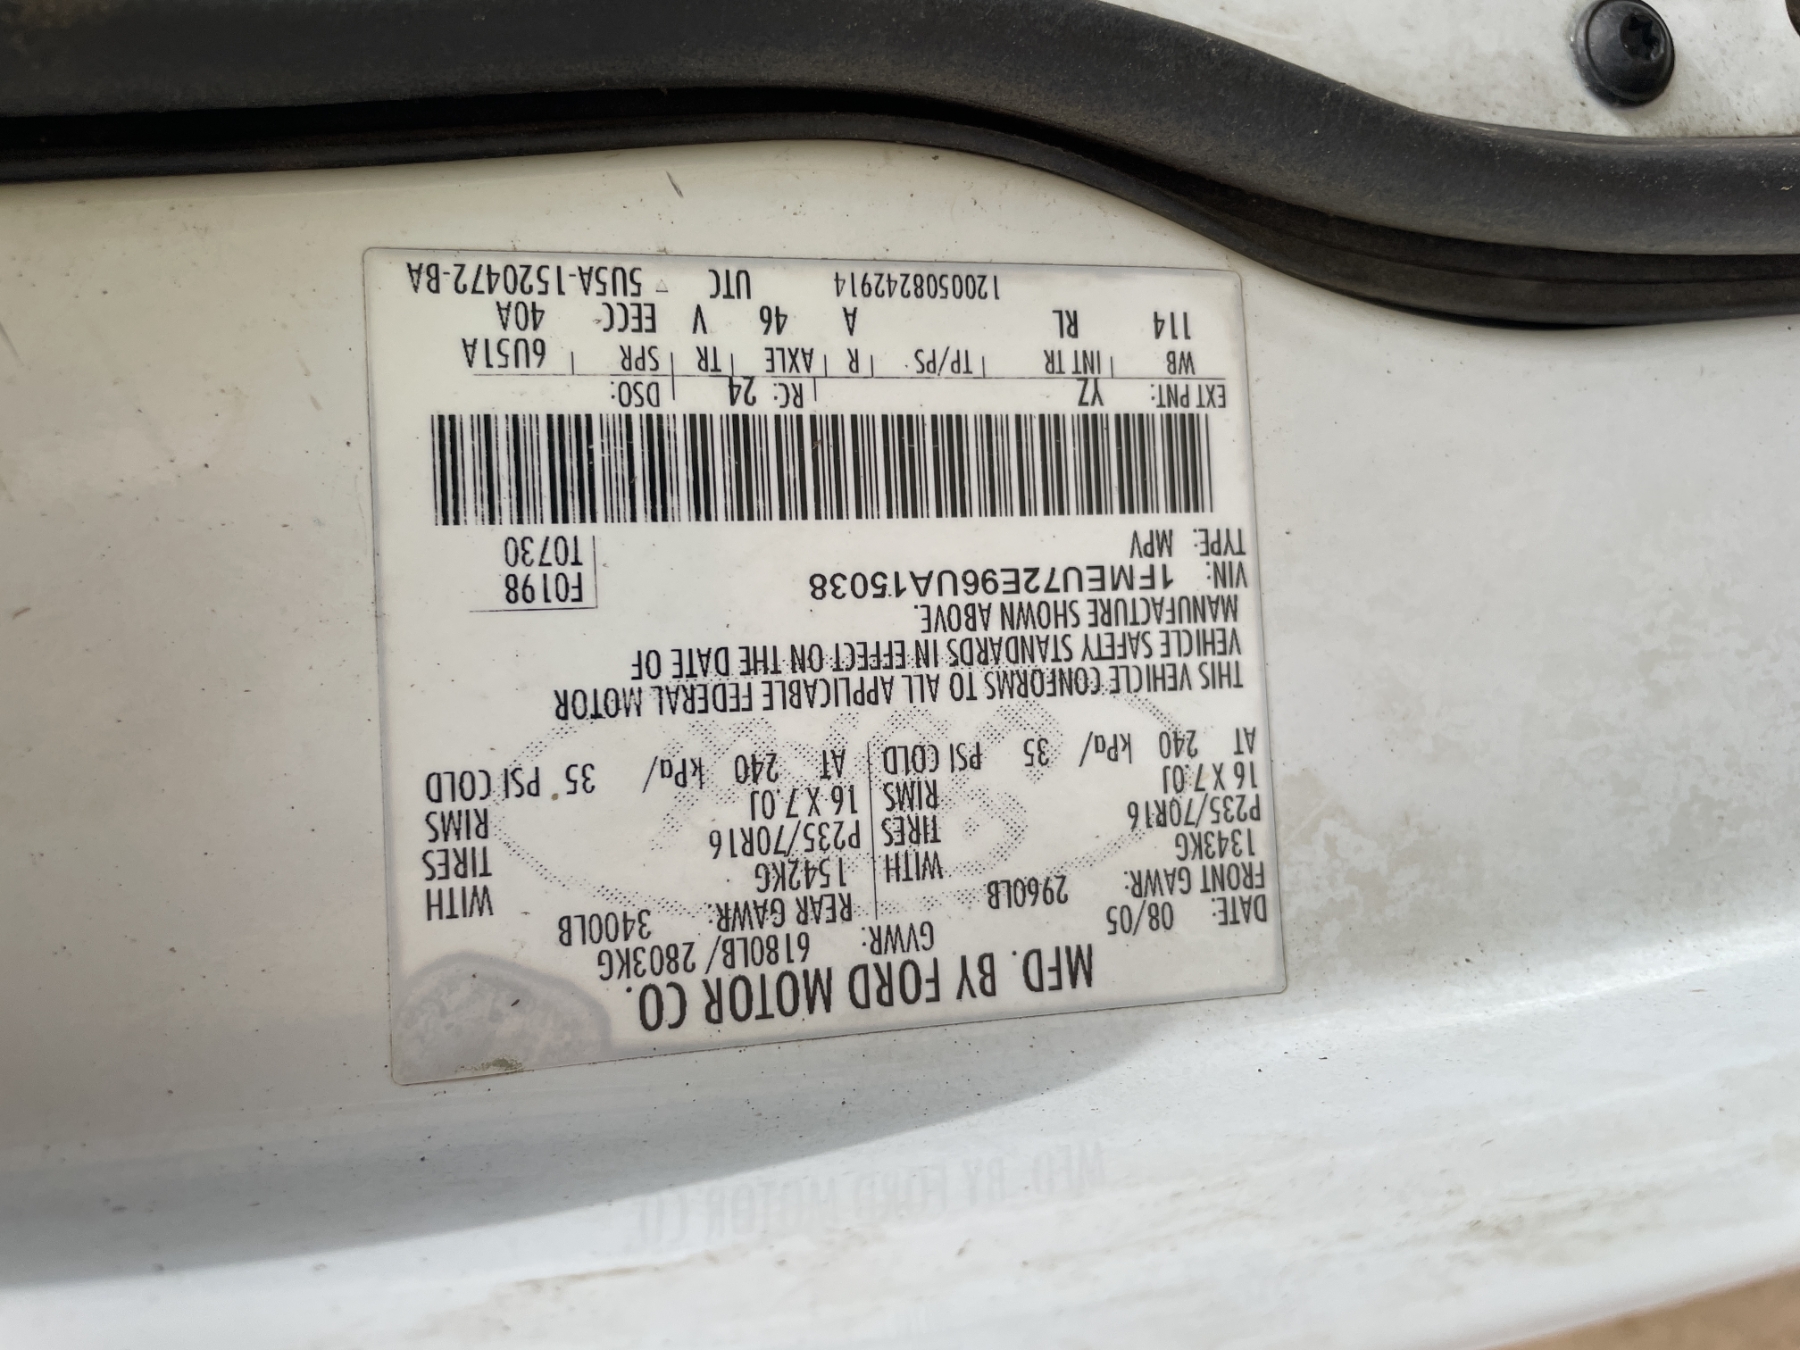 MFD. BY FORD MOTOR CO.
DATE: 08/05 GVWR: 6180LB/ 2803KG
FRONT GAWR: 2960LB REAR GAWR: 3400LB
1343KG WITH 1542KG WITH
P235/70R16 TIRES P235/70R16 TIRES
16 X 7.0J RIMS 16 X 7.0J RIMS
AT 240 kPa/ 35 PSI COLD AT 240 kPa/ 35 PSI COLD
THIS VEHICLE CONFORMS TO ALL APPLICABLE FEDERAL MOTOR
VEHICLE SAFETY STANDARDS IN EFFECT ON THE DATE OF
MANUFACTURE SHOWN ABOVE.
VIN: 1FMEU72E96UA15038 F0198
TYPE: MPV T0730
EXT PNT: YZ RC: 24 DSO:
WB INT TR TP/PS R AXLE TR SPR 6U51A
114 RL A 46 V EECC 40A
1200508242914 UTC ▽ 5U5A-1520472-BA